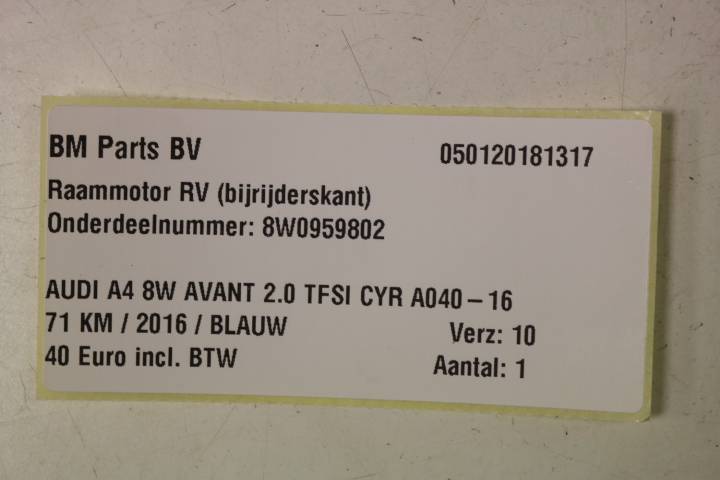 BM Parts BV 050120181317
Raammotor RV (bijrijderskant)
Onderdeelnummer: 8W0959802
AUDI A4 8W AVANT 2.0 TFSI CYR A040 – 16
71 KM / 2016 / BLAUW Verz: 10
40 Euro incl. BTW Aantal: 1